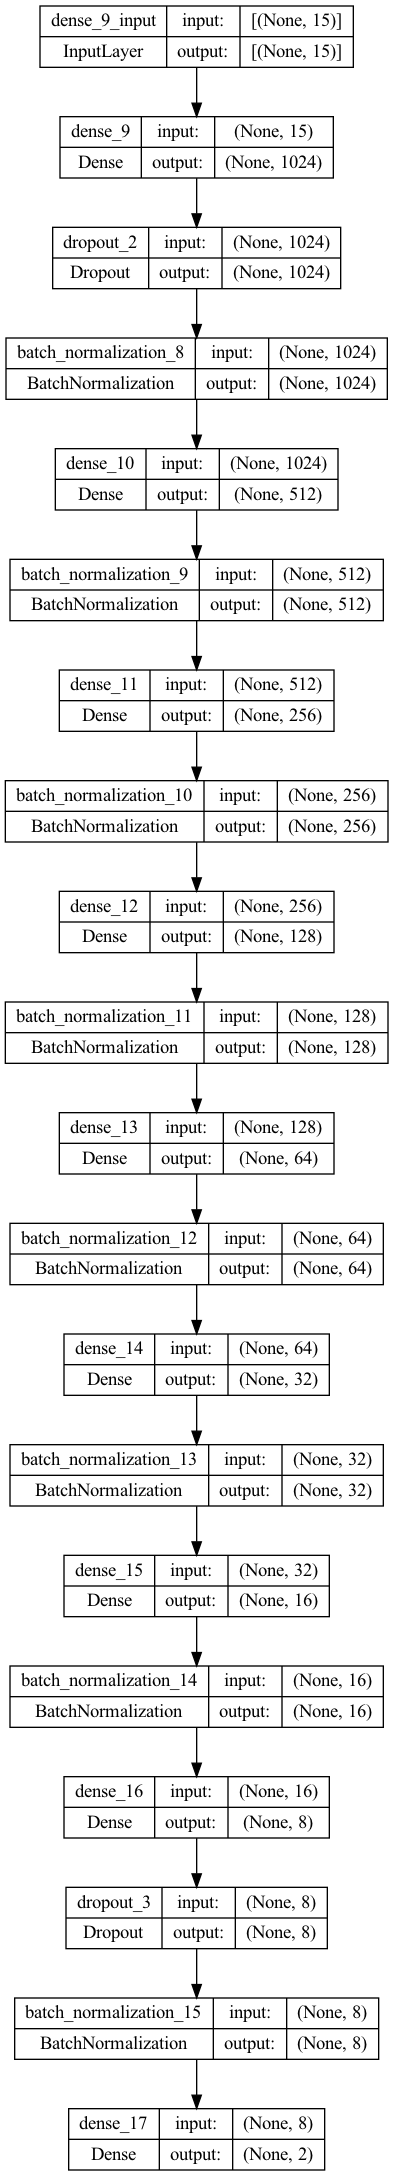 dense_9_input input: [(None, 15)]
InputLayer output: [(None, 15)]
dense_9 input: (None, 15)
Dense output: (None, 1024)
dropout_2 input: (None, 1024)
Dropout output: (None, 1024)
batch_normalization_8 input: (None, 1024)
BatchNormalization output: (None, 1024)
dense_10 input: (None, 1024)
Dense output: (None, 512)
batch_normalization_9 input: (None, 512)
BatchNormalization output: (None, 512)
dense_11 input: (None, 512)
Dense output: (None, 256)
batch_normalization_10 input: (None, 256)
BatchNormalization output: (None, 256)
dense_12 input: (None, 256)
Dense output: (None, 128)
batch_normalization_11 input: (None, 128)
BatchNormalization output: (None, 128)
dense_13 input: (None, 128)
Dense output: (None, 64)
batch_normalization_12 input: (None, 64)
BatchNormalization output: (None, 64)
dense_14 input: (None, 64)
Dense output: (None, 32)
batch_normalization_13 input: (None, 32)
BatchNormalization output: (None, 32)
dense_15 input: (None, 32)
Dense output: (None, 16)
batch_normalization_14 input: (None, 16)
BatchNormalization output: (None, 16)
dense_16 input: (None, 16)
Dense output: (None, 8)
dropout_3 input: (None, 8)
Dropout output: (None, 8)
batch_normalization_15 input: (None, 8)
BatchNormalization output: (None, 8)
dense_17 input: (None, 8)
Dense output: (None, 2)